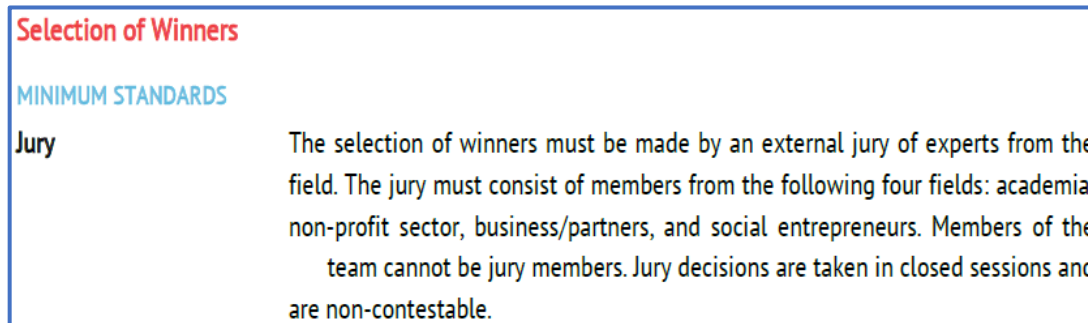 Selection of Winners
MINIMUM STANDARDS
Jury
The selection of winners must be made by an external jury of experts from the
field. The jury must consist of members from the following four fields: academia
non-profit sector, business/partners, and social entrepreneurs. Members of the
team cannot be jury members. Jury decisions are taken in closed sessions and
are non-contestable.